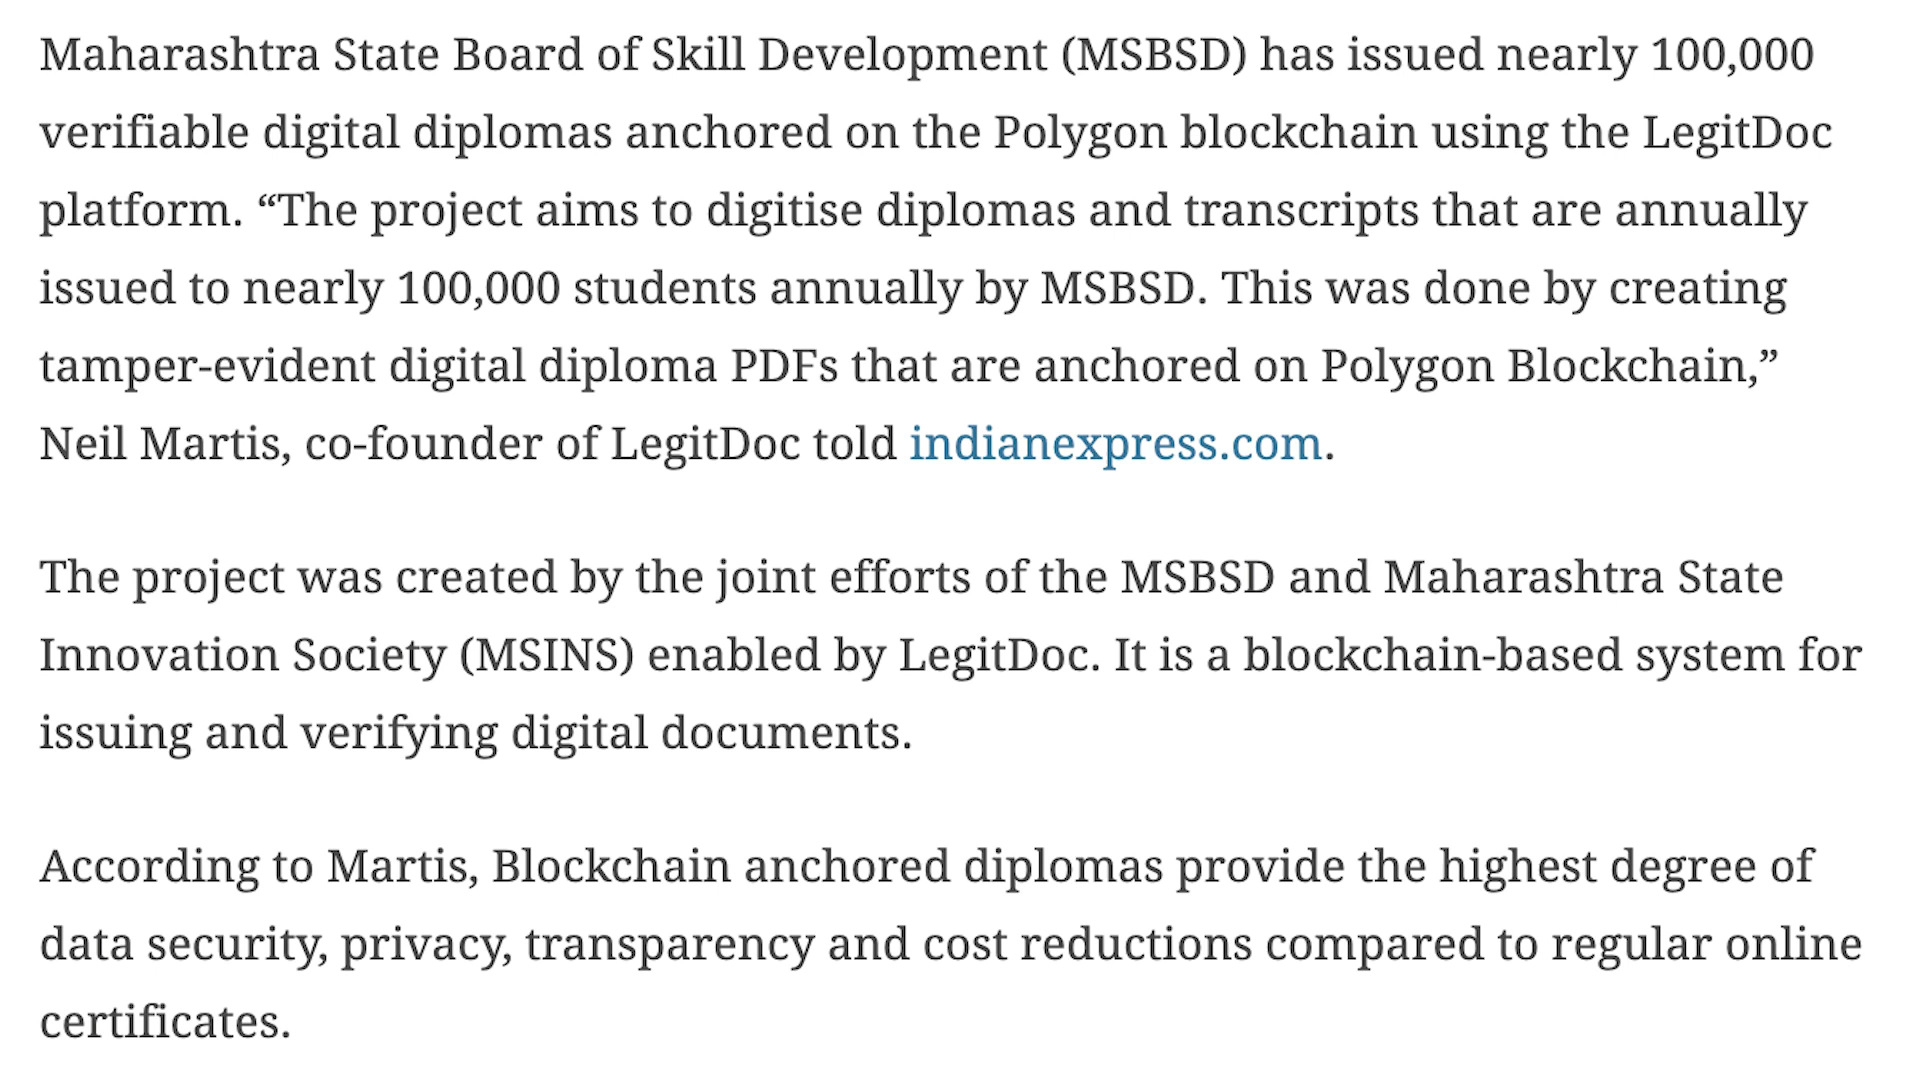 Maharashtra State Board of Skill Development (MSBSD) has issued nearly 100,000
verifiable digital diplomas anchored on the Polygon blockchain using the LegitDoc
platform. “The project aims to digitise diplomas and transcripts that are annually
issued to nearly 100,000 students annually by MSBSD. This was done by creating
tamper-evident digital diploma PDFs that are anchored on Polygon Blockchain,”
Neil Martis, co-founder of LegitDoc told indianexpress.com.
The project was created by the joint efforts of the MSBSD and Maharashtra State
Innovation Society (MSINS) enabled by LegitDoc. It is a blockchain-based system for
issuing and verifying digital documents.
According to Martis, Blockchain anchored diplomas provide the highest degree of
data security, privacy, transparency and cost reductions compared to regular online
certificates.